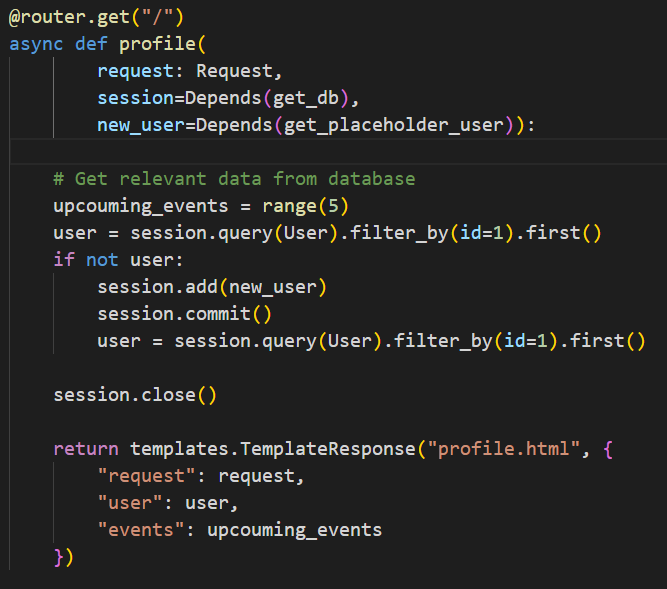 @router.get("/")
async def profile(
        request: Request,
        session=Depends(get_db),
        new_user=Depends(get_placeholder_user)):

    # Get relevant data from database
    upcouming_events = range(5)
    user = session.query(User).filter_by(id=1).first()
    if not user:
        session.add(new_user)
        session.commit()
        user = session.query(User).filter_by(id=1).first()

    session.close()

    return templates.TemplateResponse("profile.html", {
        "request": request,
        "user": user,
        "events": upcouming_events
    })